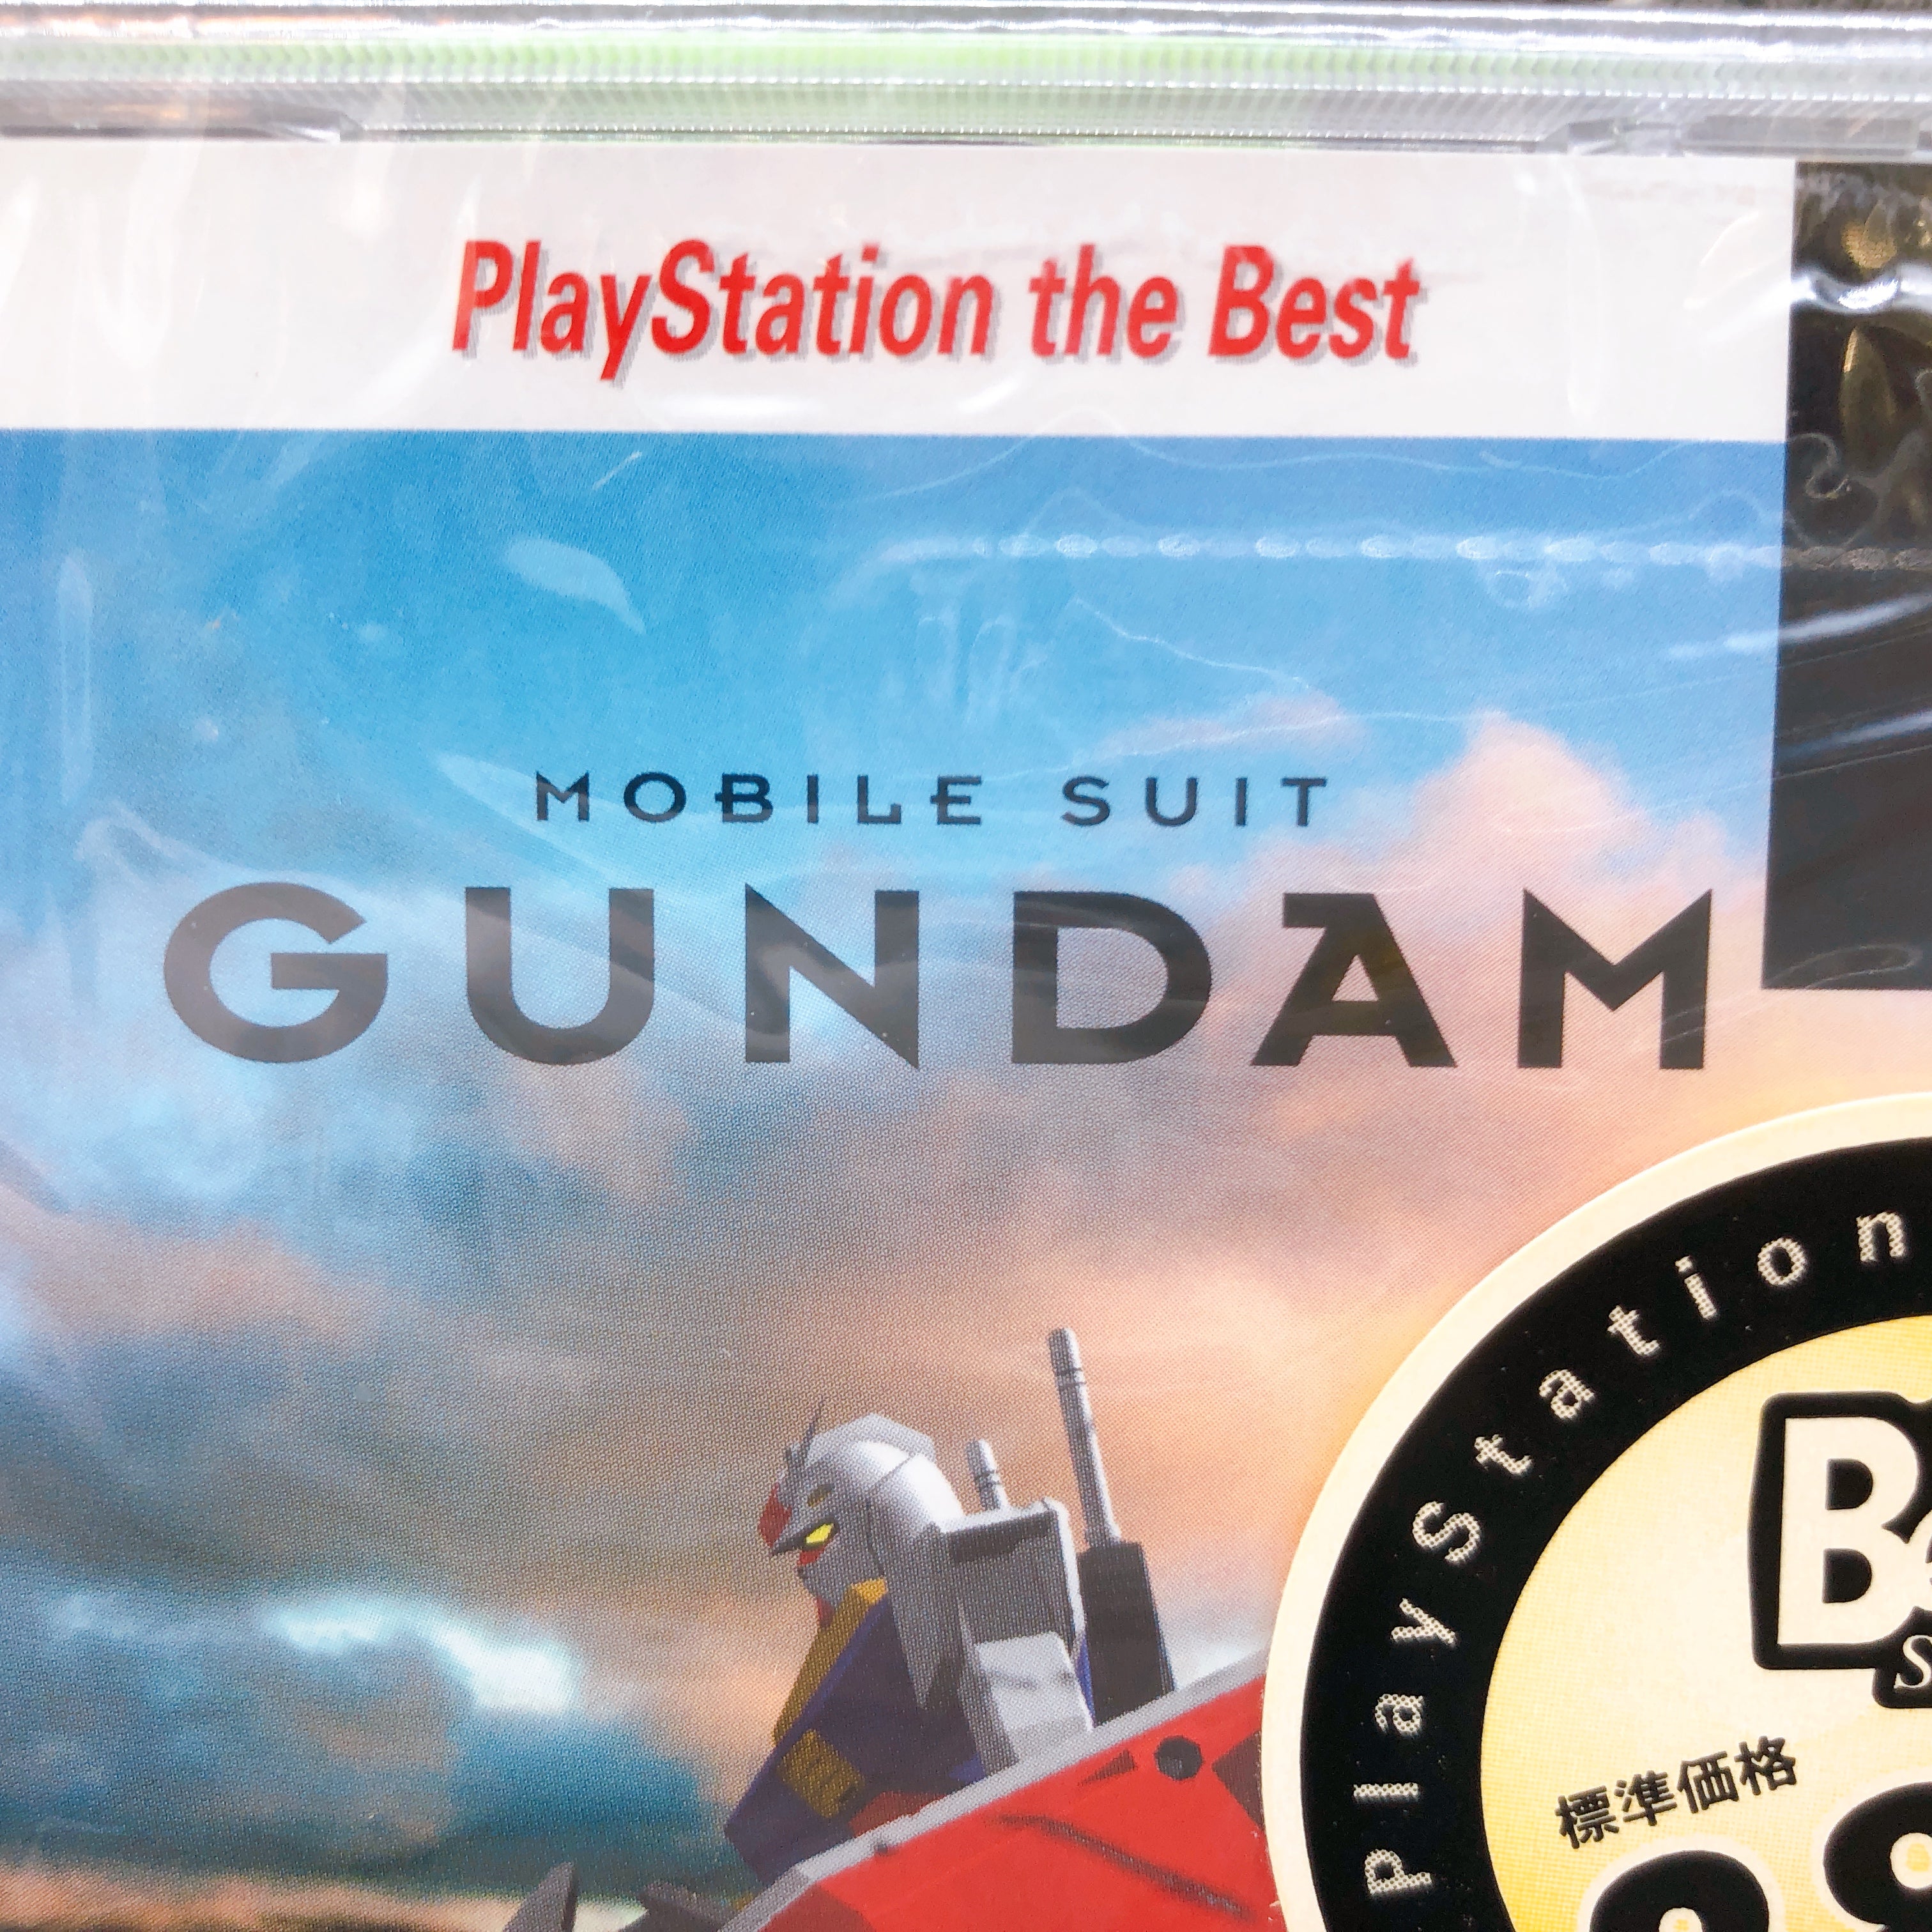 PlayStation the Best
MOBILE SUIT
GUNDAM
PlayStation
標準価格